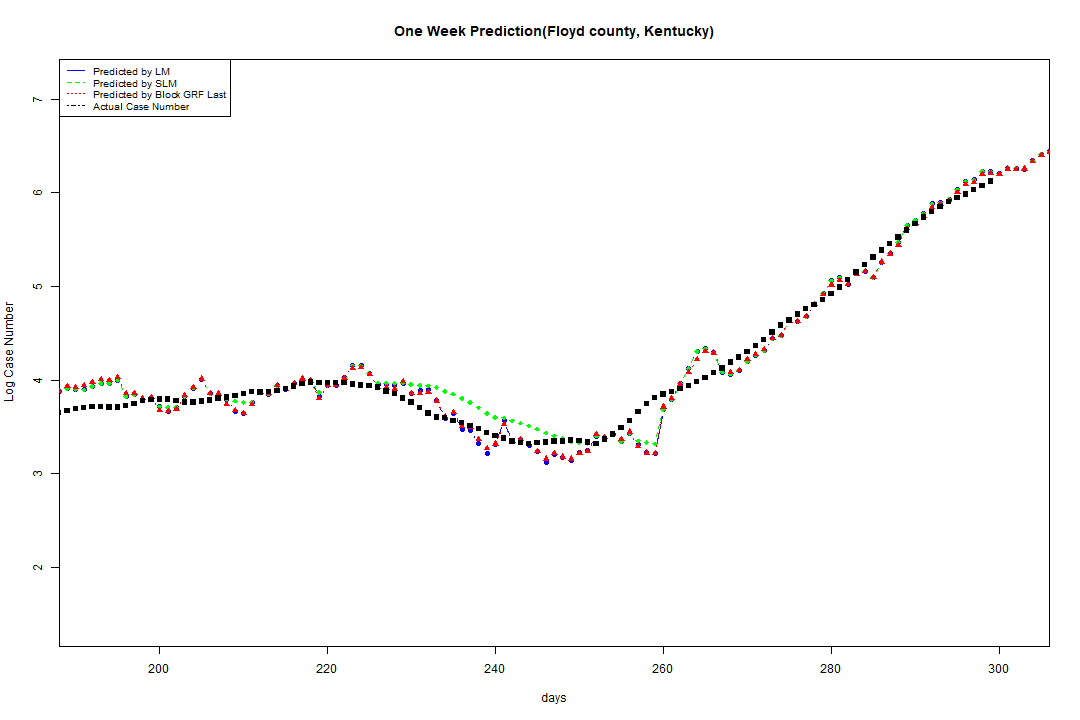 One Week Prediction(Floyd county, Kentucky)
Predicted by LM
Predicted by SLM
Predicted by Block GRF Last
Actual Case Number
7
6
5
4
3
2
Log Case Number
200 220 240 260 280 300
days